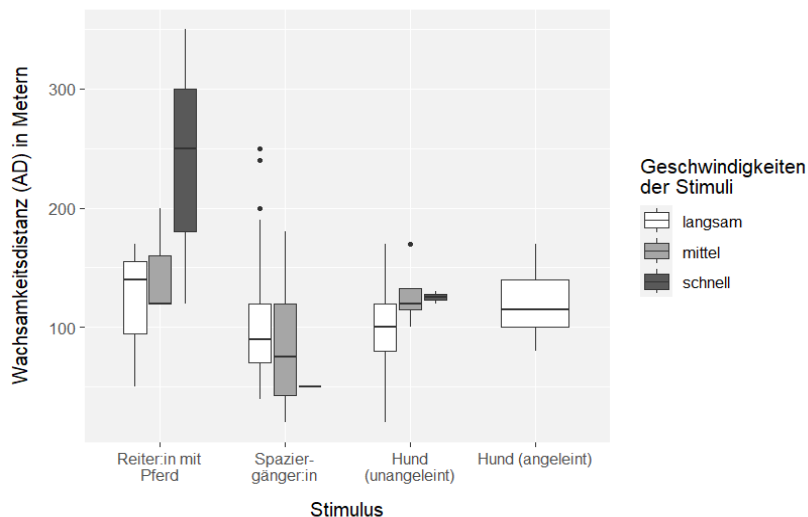 Wachsamkeitsdistanz (AD) in Metern
300
200
100
Reiter:in mit
Pferd
Spazier-
gänger:in
Hund
(unangeleint)
Hund (angeleint)
Stimulus
Geschwindigkeiten
der Stimuli
langsam
mittel
schnell